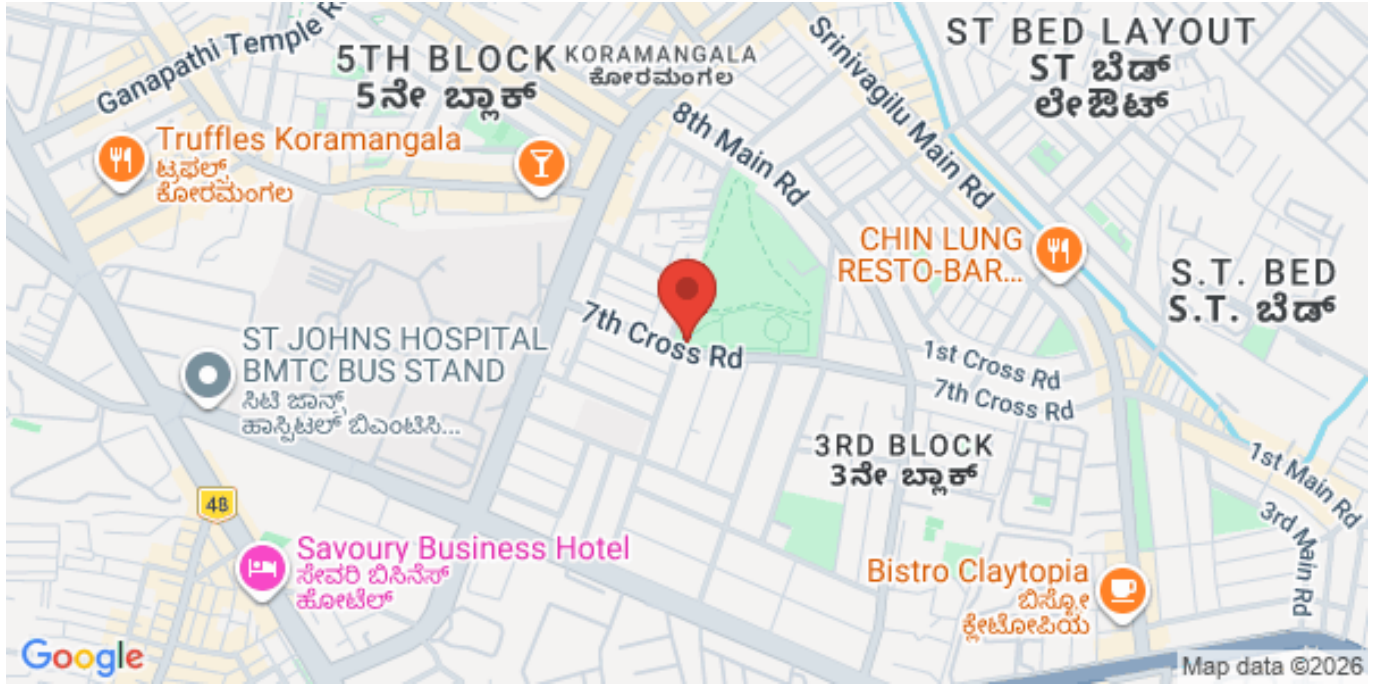 Ganapathi Temple R
5TH BLOCK
5ನೇ ಬ್ಲಾಕ್
KORAMANGALA
ಕೋರಮಂಗಲ
Srinivagilu Main Rd
ST BED LAYOUT
ST ಬೆಡ್
ಲೇಔಟ್
Truffles Koramangala
ಟ್ರಫಲ್ಸ್,
ಕೋರಮಂಗಲ
8th Main Rd
CHIN LUNG
RESTO-BAR...
S.T. BED
S.T. ಬೆಡ್
7th Cross Rd
ST JOHNS HOSPITAL
BMTC BUS STAND
ಸಿಟಿ ಜಾನ್ಸ್
ಹಾಸ್ಪಿಟಲ್ ಬಿಎಂಟಿಸಿ...
1st Cross Rd
7th Cross Rd
3RD BLOCK
3ನೇ ಬ್ಲಾಕ್
1st Main Rd
3rd Main Rd
48
Savoury Business Hotel
ಸೇವರಿ ಬಿಸಿನೆಸ್
ಹೋಟೆಲ್
Bistro Claytopia
ಬಿಸ್ಟ್ರೋ
ಕ್ಲೇಟೋಪಿಯ
Google
Map data ©2026